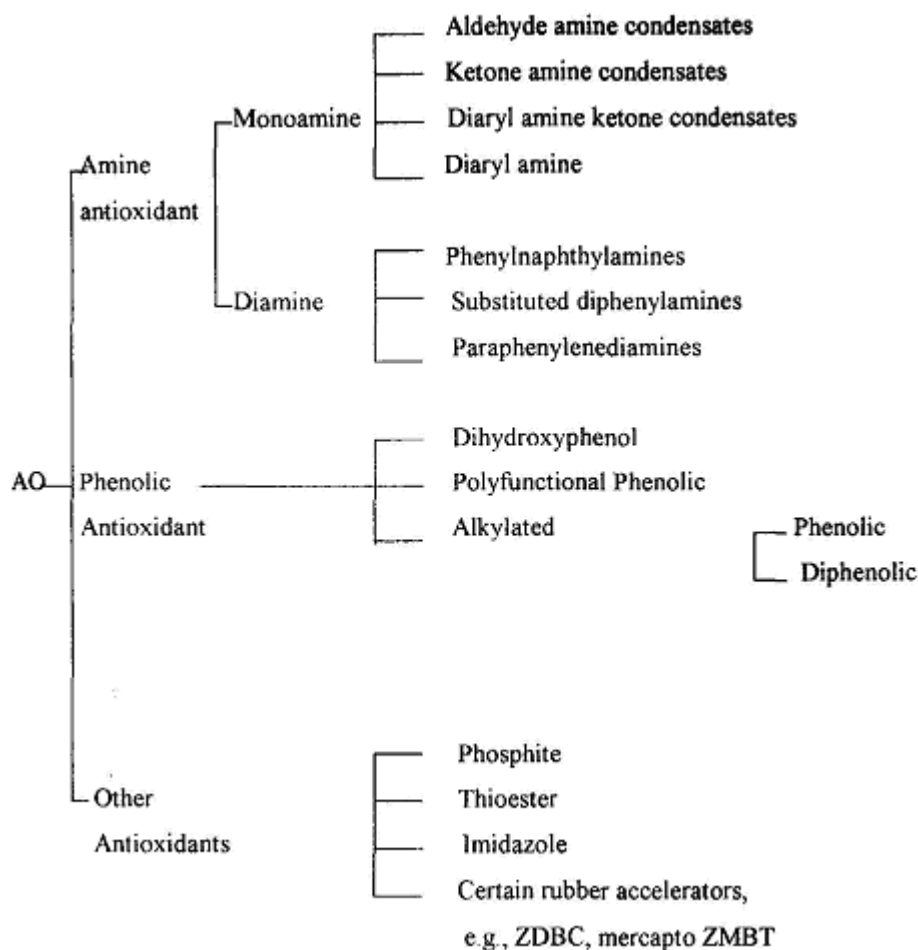 Aldehyde amine condensates
Ketone amine condensates
Monoamine
Diaryl amine ketone condensates
Amine
Diaryl amine
antioxidant
Phenylnaphthylamines
Diamine
Substituted diphenylamines
Paraphenylenediamines
Dihydroxyphenol
AO
Phenolic
Polyfunctional Phenolic
Antioxidant
Alkylated
Phenolic
Diphenolic
Phosphite
Other
Thioester
Antioxidants
Imidazole
Certain rubber accelerators,
e.g., ZDBC, mercapto ZMBT